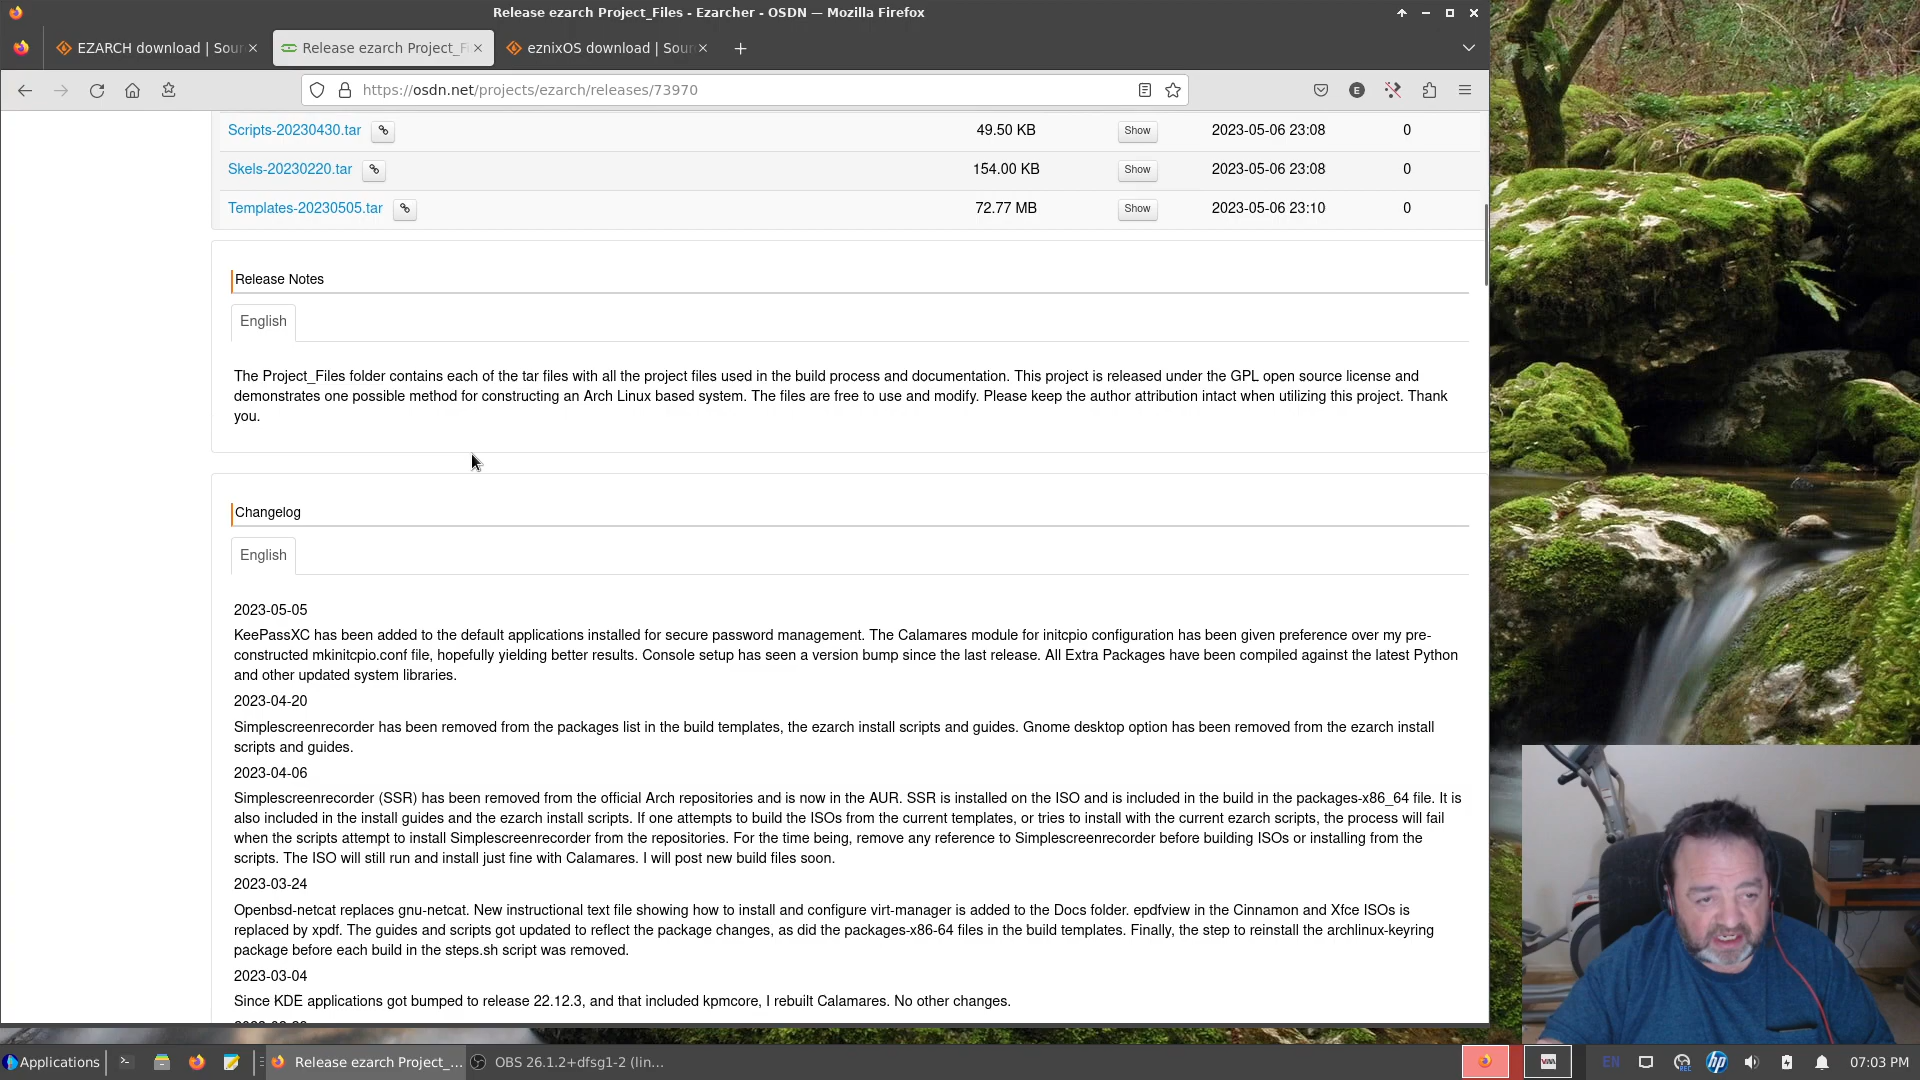 Release ezarch Project_Files - Ezarcher - OSDN — Mozilla Firefox
EZARCH download | Sour
Release ezarch Project_F
eznixOS download | Sour
https://osdn.net/projects/ezarch/releases/73970
E
Scripts-20230430.tar 49.50 KB Show 2023-05-06 23:08 0
Skels-20230220.tar 154.00 KB Show 2023-05-06 23:08 0
Templates-20230505.tar 72.77 MB Show 2023-05-06 23:10 0
Release Notes
English
The Project_Files folder contains each of the tar files with all the project files used in the build process and documentation. This project is released under the GPL open source license and
demonstrates one possible method for constructing an Arch Linux based system. The files are free to use and modify. Please keep the author attribution intact when utilizing this project. Thank
you.
Changelog
English
2023-05-05
KeePassXC has been added to the default applications installed for secure password management. The Calamares module for initcpio configuration has been given preference over my pre-
constructed mkinitcpio.conf file, hopefully yielding better results. Console setup has seen a version bump since the last release. All Extra Packages have been compiled against the latest Python
and other updated system libraries.
2023-04-20
Simplescreenrecorder has been removed from the packages list in the build templates, the ezarch install scripts and guides. Gnome desktop option has been removed from the ezarch install
scripts and guides.
2023-04-06
Simplescreenrecorder (SSR) has been removed from the official Arch repositories and is now in the AUR. SSR is installed on the ISO and is included in the build in the packages-x86_64 file. It is
also included in the install guides and the ezarch install scripts. If one attempts to build the ISOs from the current templates, or tries to install with the current ezarch scripts, the process will fail
when the scripts attempt to install Simplescreenrecorder from the repositories. For the time being, remove any reference to Simplescreenrecorder before building ISOs or installing from the
scripts. The ISO will still run and install just fine with Calamares. I will post new build files soon.
2023-03-24
Openbsd-netcat replaces gnu-netcat. New instructional text file showing how to install and configure virt-manager is added to the Docs folder. epdfview in the Cinnamon and Xfce ISOs is
replaced by xpdf. The guides and scripts got updated to reflect the package changes, as did the packages-x86-64 files in the build templates. Finally, the step to reinstall the archlinux-keyring
package before each build in the steps.sh script was removed.
2023-03-04
Since KDE applications got bumped to release 22.12.3, and that included kpmcore, I rebuilt Calamares. No other changes.
Applications
Release ezarch Project_...
OBS 26.1.2+dfsg1-2 (lin...
EN
REC
hp
07:03 PM